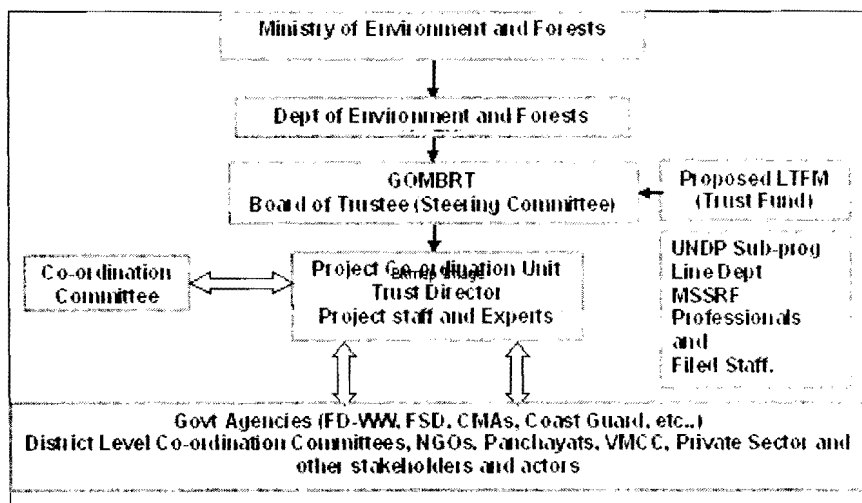 Ministry of Environment and Forests
Dept of Environment and Forests
GOMBRT
Board of Trustee (Steering Committee)
Proposed LTFM
(Trust Fund)
Co-ordination
Committee
Project Co-ordination Unit
Bitmap Image
Trust Director
Project staff and Experts
UNDP Sub-prog
Line Dept
MSSRF
Professionals
and
Filed Staff.
Govt Agencies (FD-WW, FSD, CMAs, Coast Guard, etc..)
District Level Co-ordination Committees, NGOs, Panchayats, VMCC, Private Sector and
other stakeholders and actors